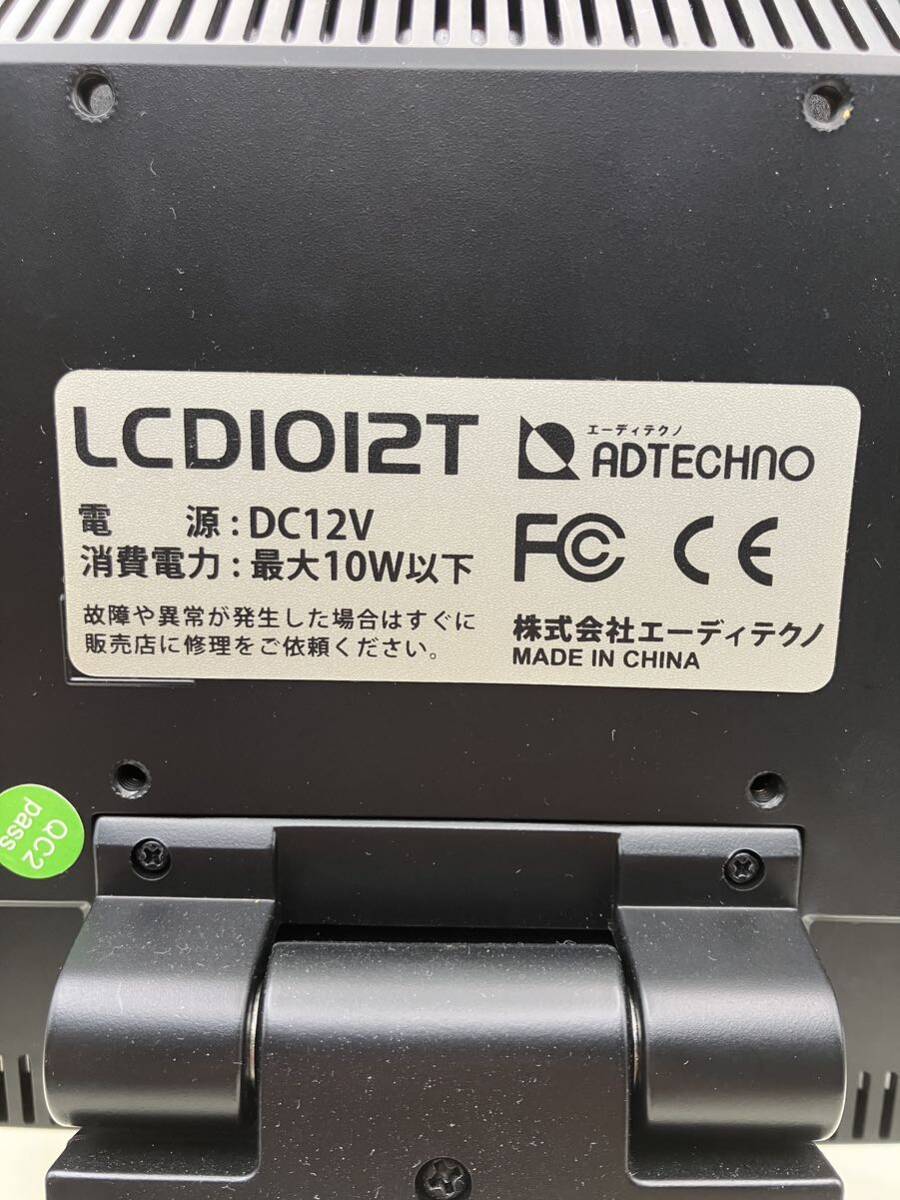 LCD1012T
電 源 : DC12V
消費電力 : 最大10W以下
故障や異常が発生した場合はすぐに
販売店に修理をご依頼ください。
エーディテクノ
ADTECHNO
FC CE
株式会社エーディテクノ
MADE IN CHINA
QC2
pass